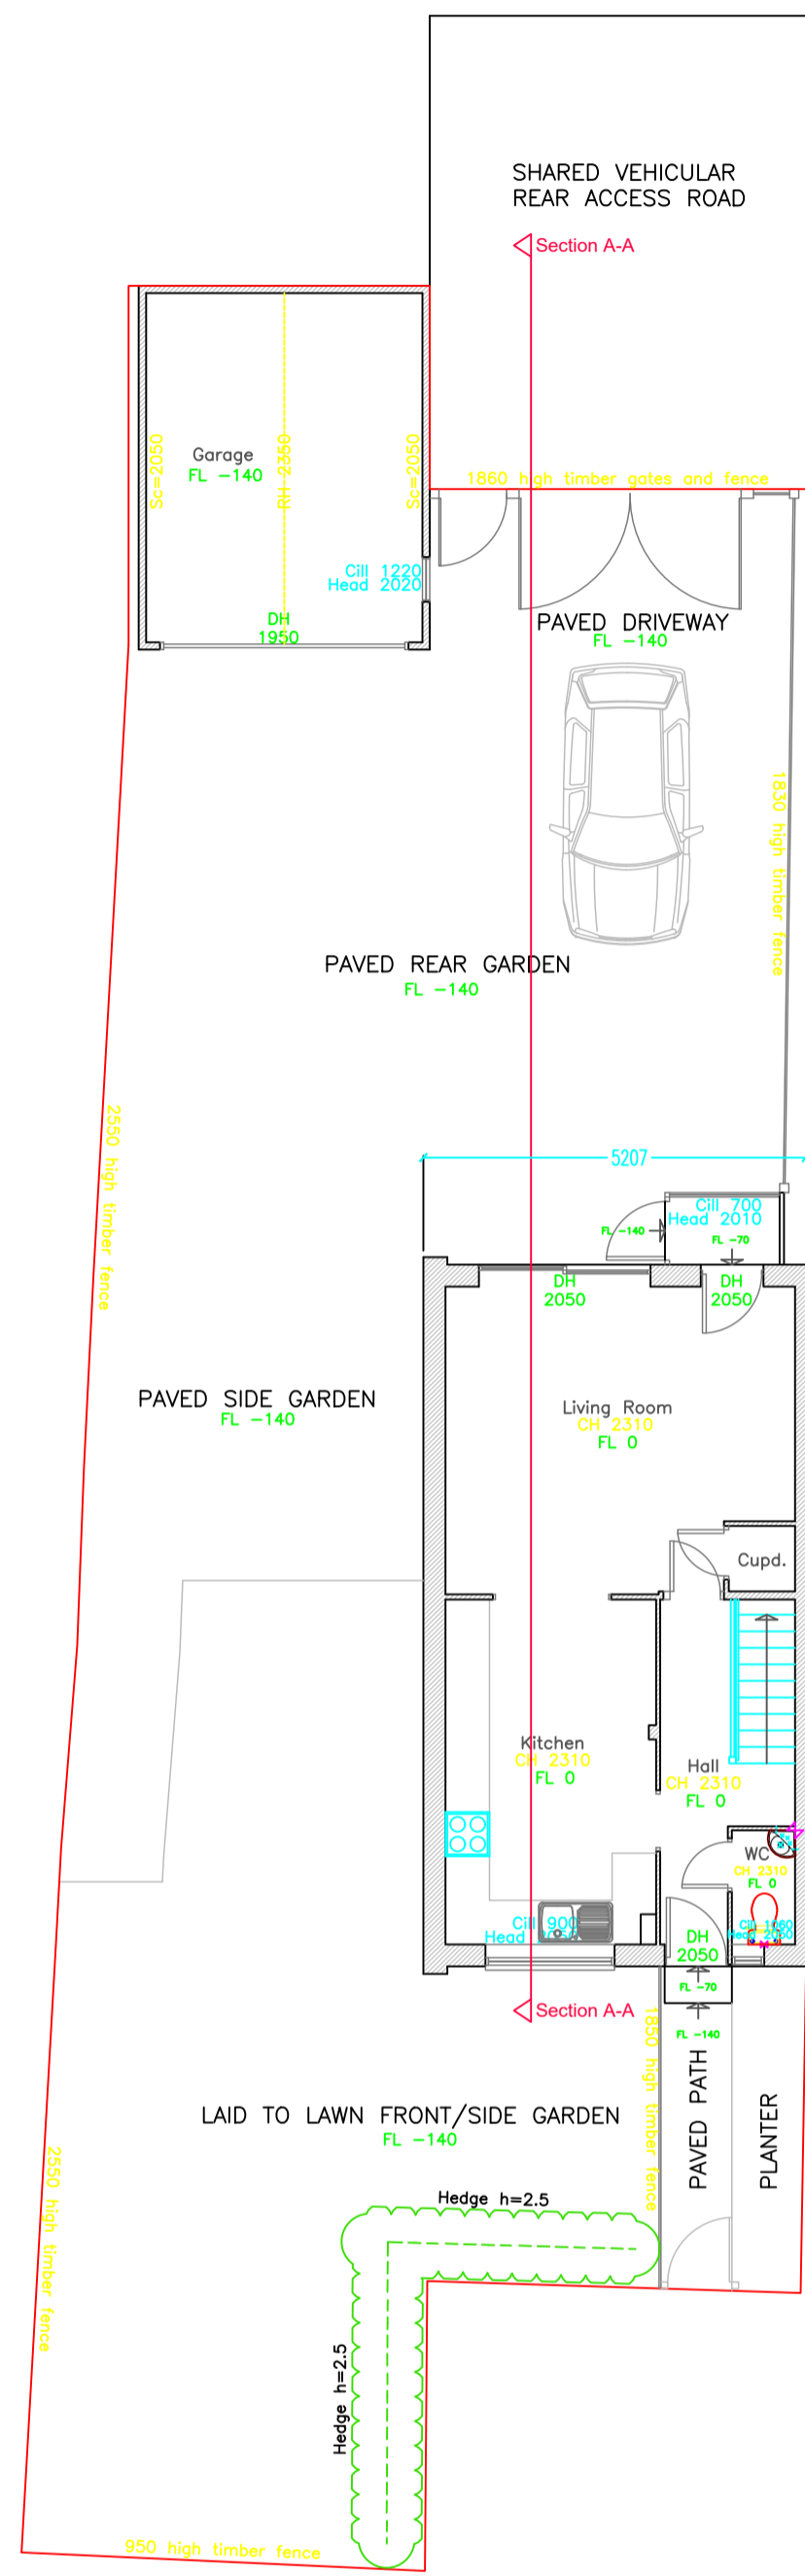 SHARED VEHICULAR
REAR ACCESS ROAD
Section A-A
Garage
FL -140
Sc=2050
RH 2350
Sc=2050
1860 high timber gates and fence
Cill 1220
Head 2020
DH
1950
PAVED DRIVEWAY
FL -140
1830 high timber fence
PAVED REAR GARDEN
FL -140
2550 high timber fence
5207
Cill 700
Head 2010
FL -140
FL -70
DH
2050
DH
2050
PAVED SIDE GARDEN
FL -140
Living Room
CH 2310
FL 0
Cupd.
Kitchen
CH 2310
FL 0
Hall
CH 2310
FL 0
WC
CH 2310
FL 0
Cill 900
Head
Cill 1060
Head 2050
DH
2050
FL -70
Section A-A
FL -140
1850 high timber fence
PAVED PATH
PLANTER
LAID TO LAWN FRONT/SIDE GARDEN
FL -140
2550 high timber fence
Hedge h=2.5
Hedge h=2.5
950 high timber fence